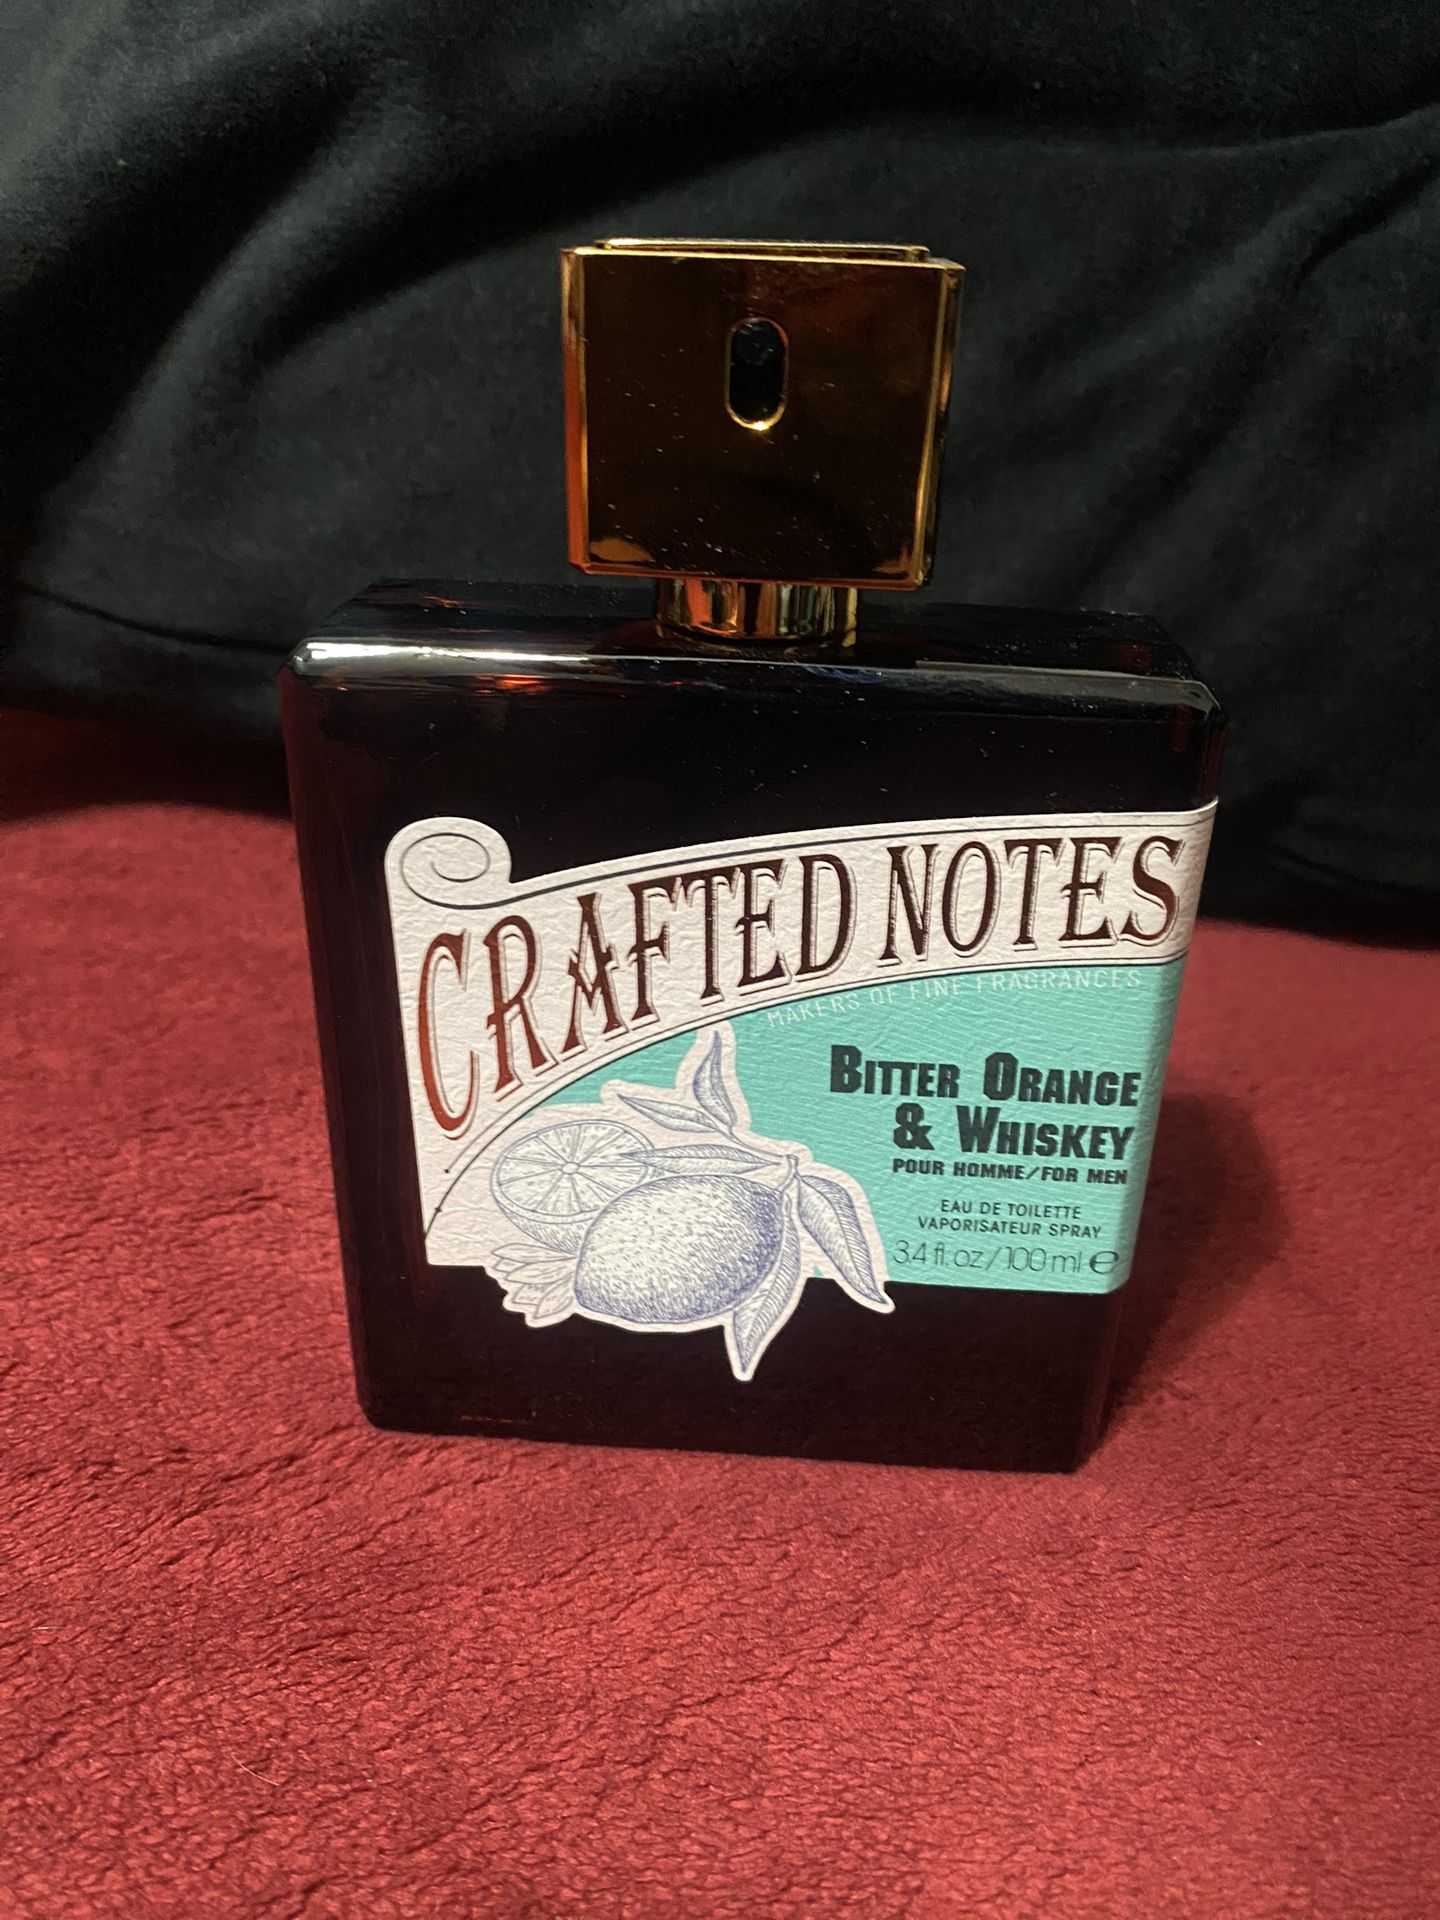 CRAFTED NOTES
MAKERS OF FINE FRAGRANCES
BITTER ORANGE
& WHISKEY
POUR HOMME/FOR MEN
EAU DE TOILETTE
VAPORISATEUR SPRAY
3.4 fl. oz/100 ml ℮